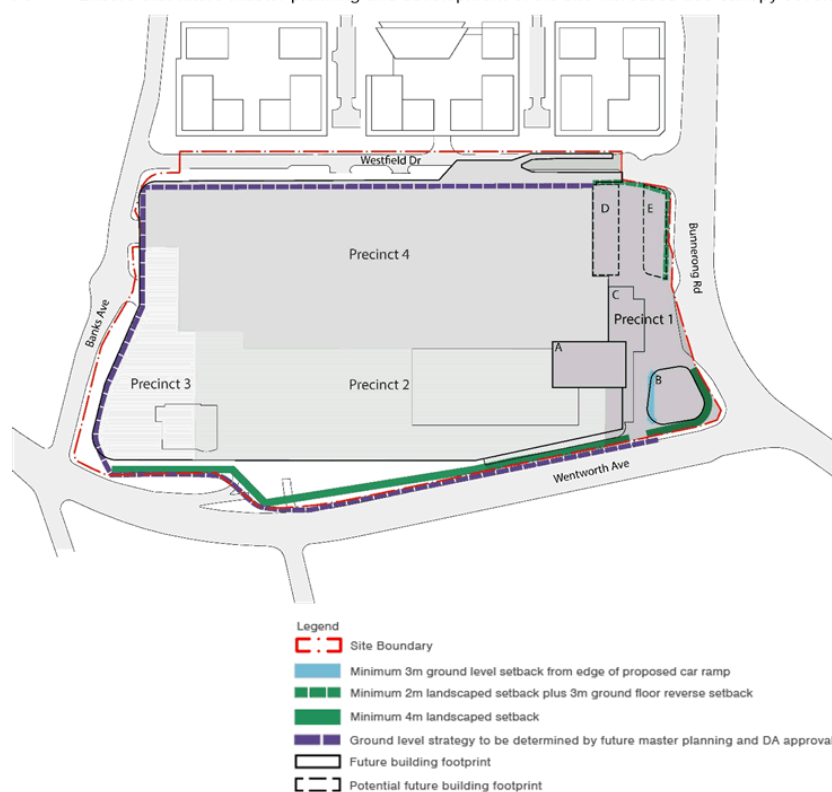 Westfield Dr
D
E
Precinct 4
Bunnerong Rd
C
Precinct 1
Banks Ave
A
Precinct 3
Precinct 2
B
Wentworth Ave
Legend
Site Boundary
Minimum 3m ground level setback from edge of proposed car ramp
Minimum 2m landscaped setback plus 3m ground floor reverse setback
Minimum 4m landscaped setback
Ground level strategy to be determined by future master planning and DA approval
Future building footprint
Potential future building footprint